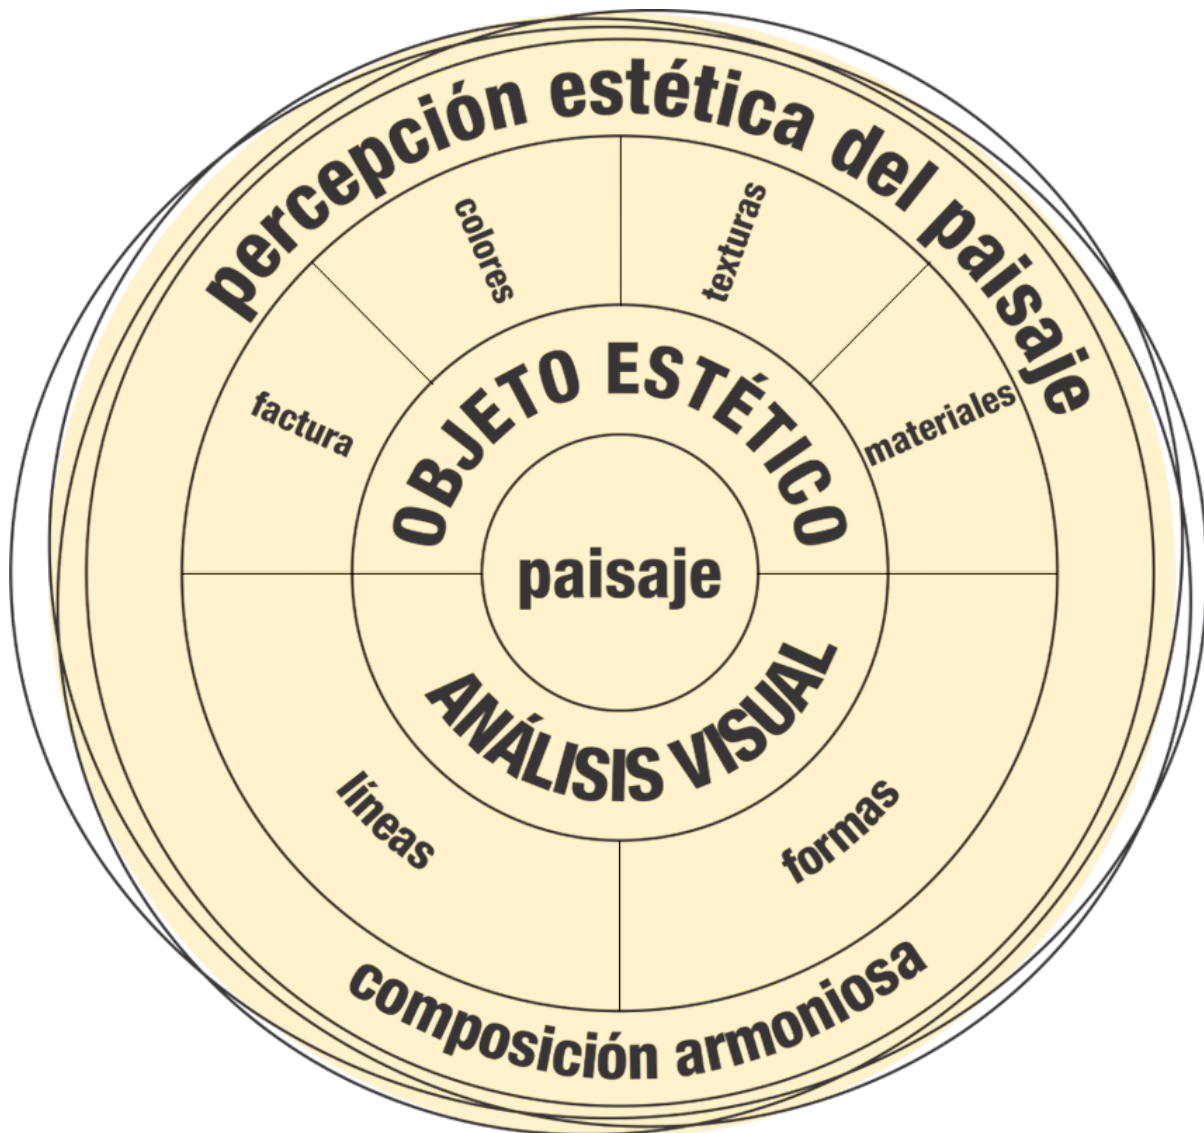 percepción estética del paisaje
colores
texturas
factura
materiales
OBJETO ESTÉTICO
paisaje
ANÁLISIS VISUAL
líneas
formas
composición armoniosa